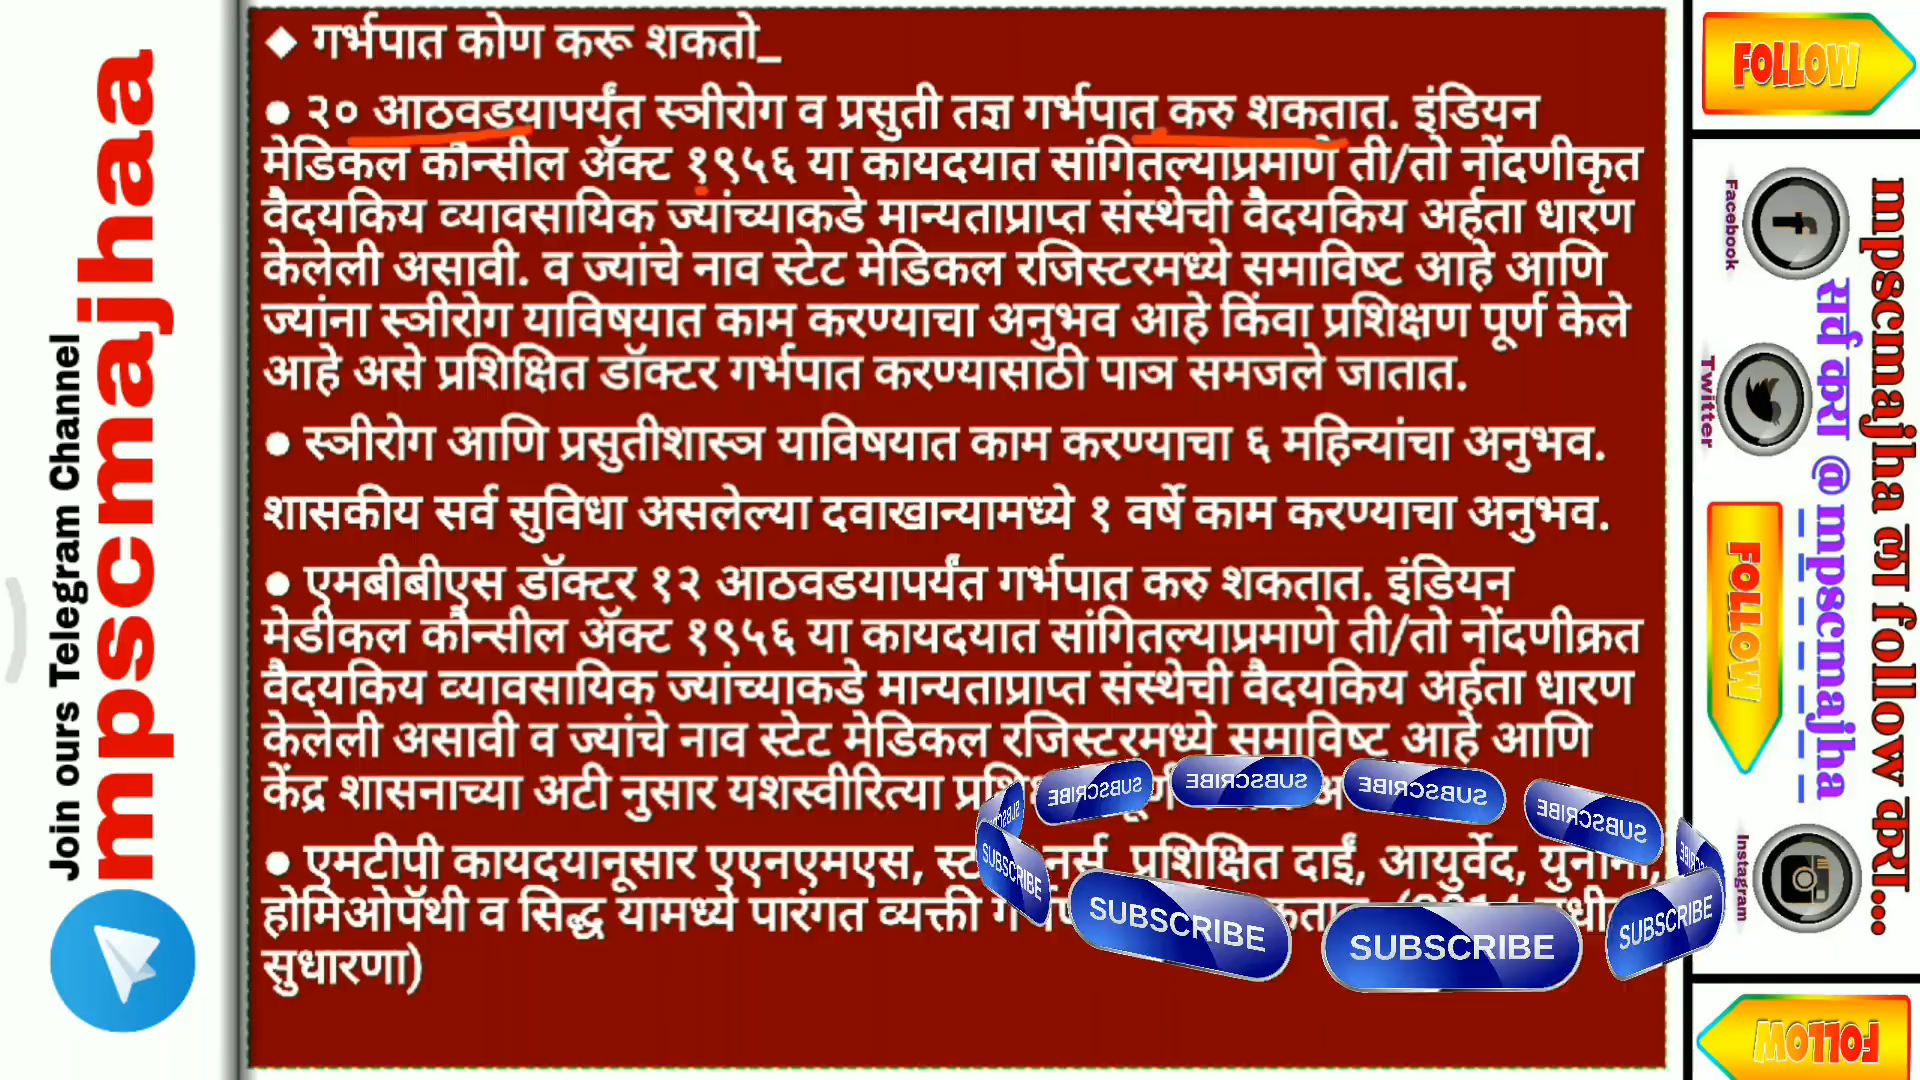 Join ours Telegram Channel
mpscmajhaa
◆ गर्भपात कोण करू शकतो_
● २० आठवडयापर्यंत स्त्रीरोग व प्रसुती तज्ञ गर्भपात करु शकतात. इंडियन
मेडिकल कौन्सील ॲक्ट १९५६ या कायदयात सांगितल्याप्रमाणे ती/तो नोंदणीकृत
वैदयकिय व्यावसायिक ज्यांच्याकडे मान्यताप्राप्त संस्थेची वैदयकिय अर्हता धारण
केलेली असावी. व ज्यांचे नाव स्टेट मेडिकल रजिस्टरमध्ये समाविष्ट आहे आणि
ज्यांना स्त्रीरोग याविषयात काम करण्याचा अनुभव आहे किंवा प्रशिक्षण पूर्ण केले
आहे असे प्रशिक्षित डॉक्टर गर्भपात करण्यासाठी पात्र समजले जातात.
● स्त्रीरोग आणि प्रसुतीशास्त्र याविषयात काम करण्याचा ६ महिन्यांचा अनुभव.
शासकीय सर्व सुविधा असलेल्या दवाखान्यामध्ये १ वर्षे काम करण्याचा अनुभव.
● एमबीबीएस डॉक्टर १२ आठवडयापर्यंत गर्भपात करु शकतात. इंडियन
मेडीकल कौन्सील ॲक्ट १९५६ या कायदयात सांगितल्याप्रमाणे ती/तो नोंदणीक्रत
वैदयकिय व्यावसायिक ज्यांच्याकडे मान्यताप्राप्त संस्थेची वैदयकिय अर्हता धारण
केलेली असावी व ज्यांचे नाव स्टेट मेडिकल रजिस्टरमध्ये समाविष्ट आहे आणि
केंद्र शासनाच्या अटी नुसार यशस्वीरित्या
● एमटीपी कायदयानूसार एएनएमएस, प्रशिक्षित दाई, आयुर्वेद, युनानी,
होमिओपॅथी व सिद्ध यामध्ये पारंगत व्यक्ती
सुधारणा)
SUBSCRIBE
SUBSCRIBE
SUBSCRIBE
SUBSCRIBE
SUBSCRIBE
SUBSCRIBE
SUBSCRIBE
SUBSCRIBE
FOLLOW
Facebook
Twitter
Instagram
FOLLOW
सर्च करा @mpscmajha
mpscmajha ला follow करा...
FOLLOW